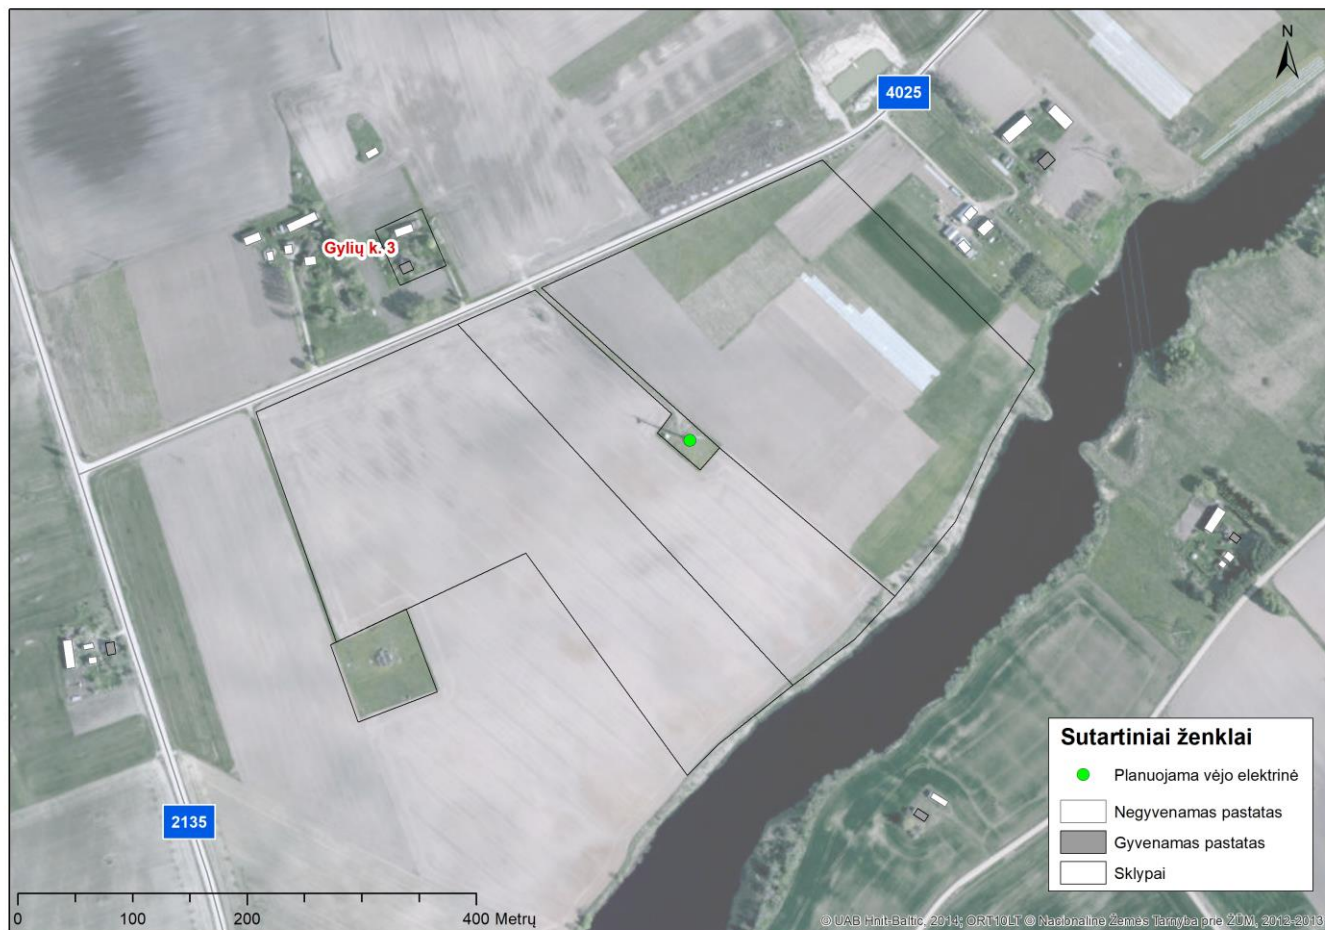 N
4025
Gylių k. 3
2135
Sutartiniai ženklai
Planuojama vėjo elektrinė
Negyvenamas pastatas
Gyvenamas pastatas
Sklypai
0 100 200 400 Metrų
© UAB Hnit-Baltic, 2014; ORT10LT © Nacionalinė Žemės Tarnyba prie ŽŪM, 2012-2013